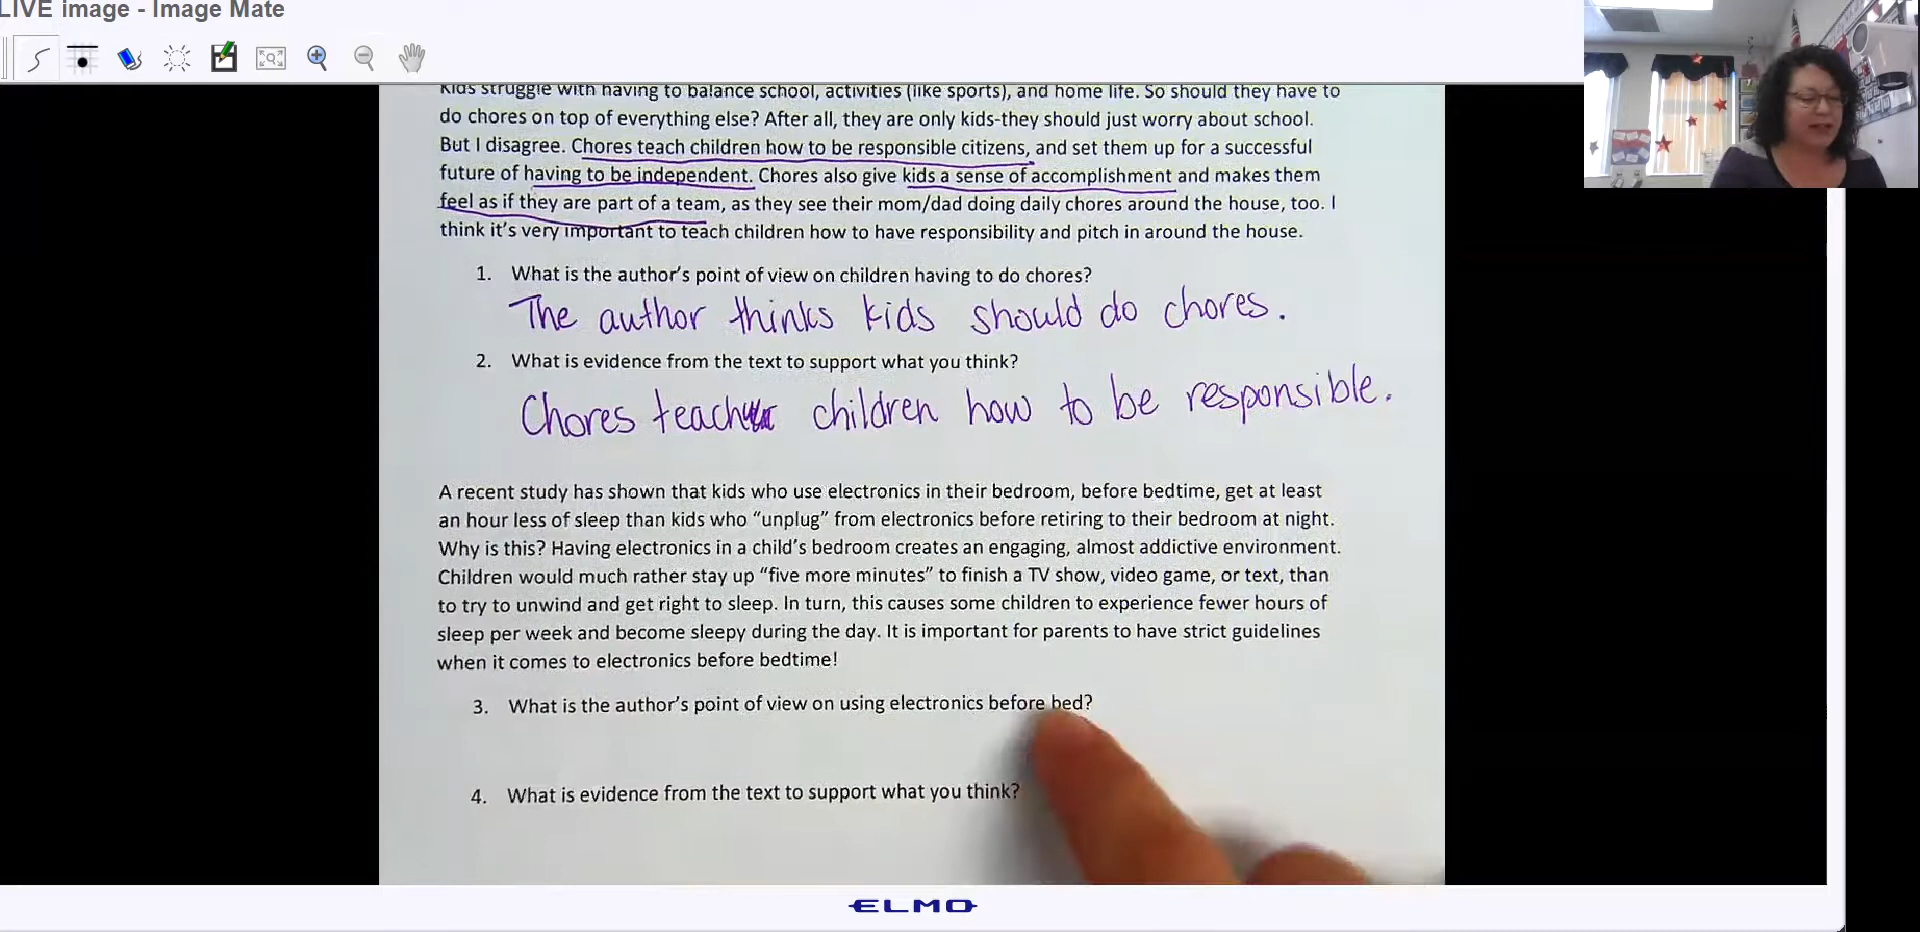 LIVE image - Image Mate
Kids struggle with having to balance school, activities (like sports), and home life. So should they have to
do chores on top of everything else? After all, they are only kids-they should just worry about school.
But I disagree. Chores teach children how to be responsible citizens, and set them up for a successful
future of having to be independent. Chores also give kids a sense of accomplishment and makes them
feel as if they are part of a team, as they see their mom/dad doing daily chores around the house, too. I
think it's very important to teach children how to have responsibility and pitch in around the house.
1. What is the author's point of view on children having to do chores?
The author thinks kids should do chores.
2. What is evidence from the text to support what you think?
Chores teach children how to be responsible.
A recent study has shown that kids who use electronics in their bedroom, before bedtime, get at least
an hour less of sleep than kids who “unplug” from electronics before retiring to their bedroom at night.
Why is this? Having electronics in a child's bedroom creates an engaging, almost addictive environment.
Children would much rather stay up “five more minutes” to finish a TV show, video game, or text, than
to try to unwind and get right to sleep. In turn, this causes some children to experience fewer hours of
sleep per week and become sleepy during the day. It is important for parents to have strict guidelines
when it comes to electronics before bedtime!
3. What is the author's point of view on using electronics before bed?
4. What is evidence from the text to support what you think?
ELMO